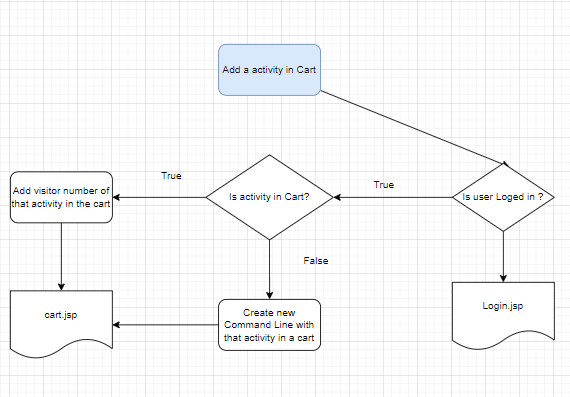 Add a activity in Cart
True
True
Add visitor number of
that activity in the cart
Is activity in Cart?
Is user Loged in ?
False
cart.jsp
Create new
Command Line with
that activity in a cart
Login.jsp